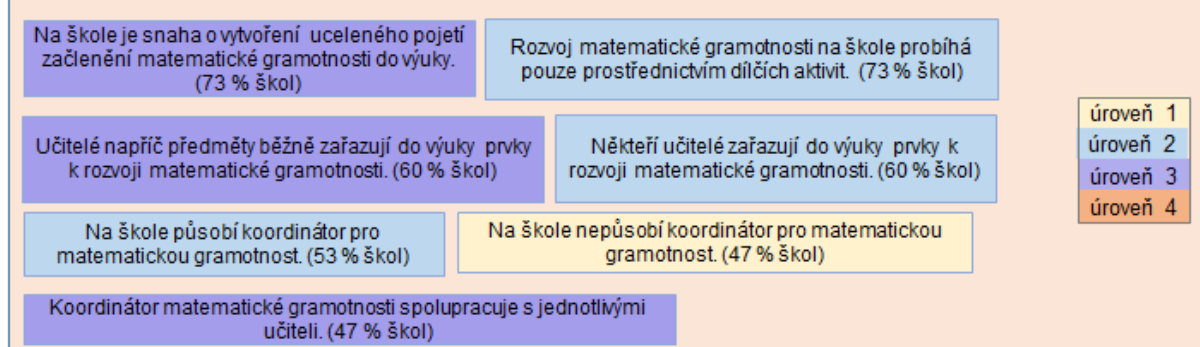 Na škole je snaha o vytvoření uceleného pojetí
začlenění matematické gramotnosti do výuky.
(73 % škol)
Rozvoj matematické gramotnosti na škole probíhá
pouze prostřednictvím dílčích aktivit. (73 % škol)
Učitelé napříč předměty běžně zařazují do výuky prvky
k rozvoji matematické gramotnosti. (60 % škol)
Někteří učitelé zařazují do výuky prvky k
rozvoji matematické gramotnosti. (60 % škol)
Na škole působí koordinátor pro
matematickou gramotnost. (53 % škol)
Na škole nepůsobí koordinátor pro matematickou
gramotnost. (47 % škol)
Koordinátor matematické gramotnosti spolupracuje s jednotlivými
učiteli. (47 % škol)
úroveň 1
úroveň 2
úroveň 3
úroveň 4